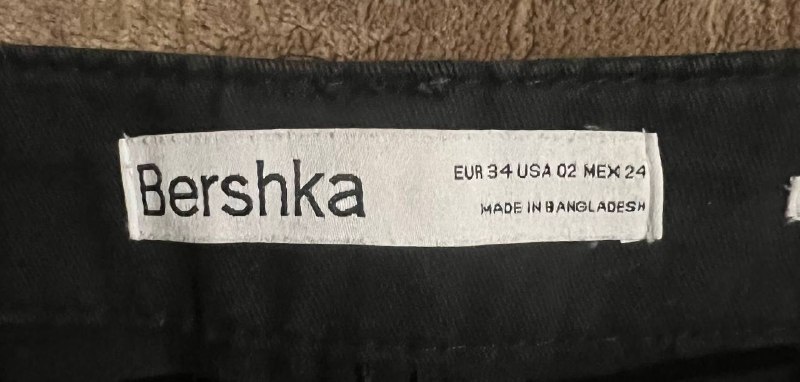 Bershka
EUR 34 USA 02 MEX 24
MADE IN BANGLADESH